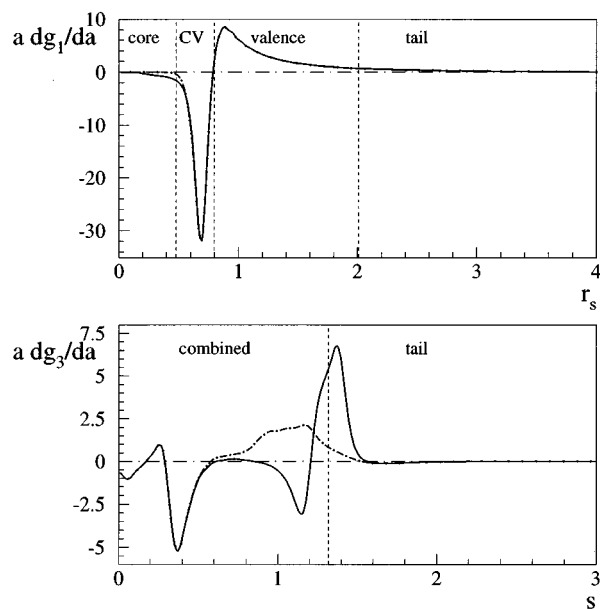 a dg₁/da
core CV valence tail
10
0
-10
-20
-30
0 1 2 3 4
rₛ
a dg₃/da
combined tail
7.5
5
2.5
0
-2.5
-5
0 1 2 3
s